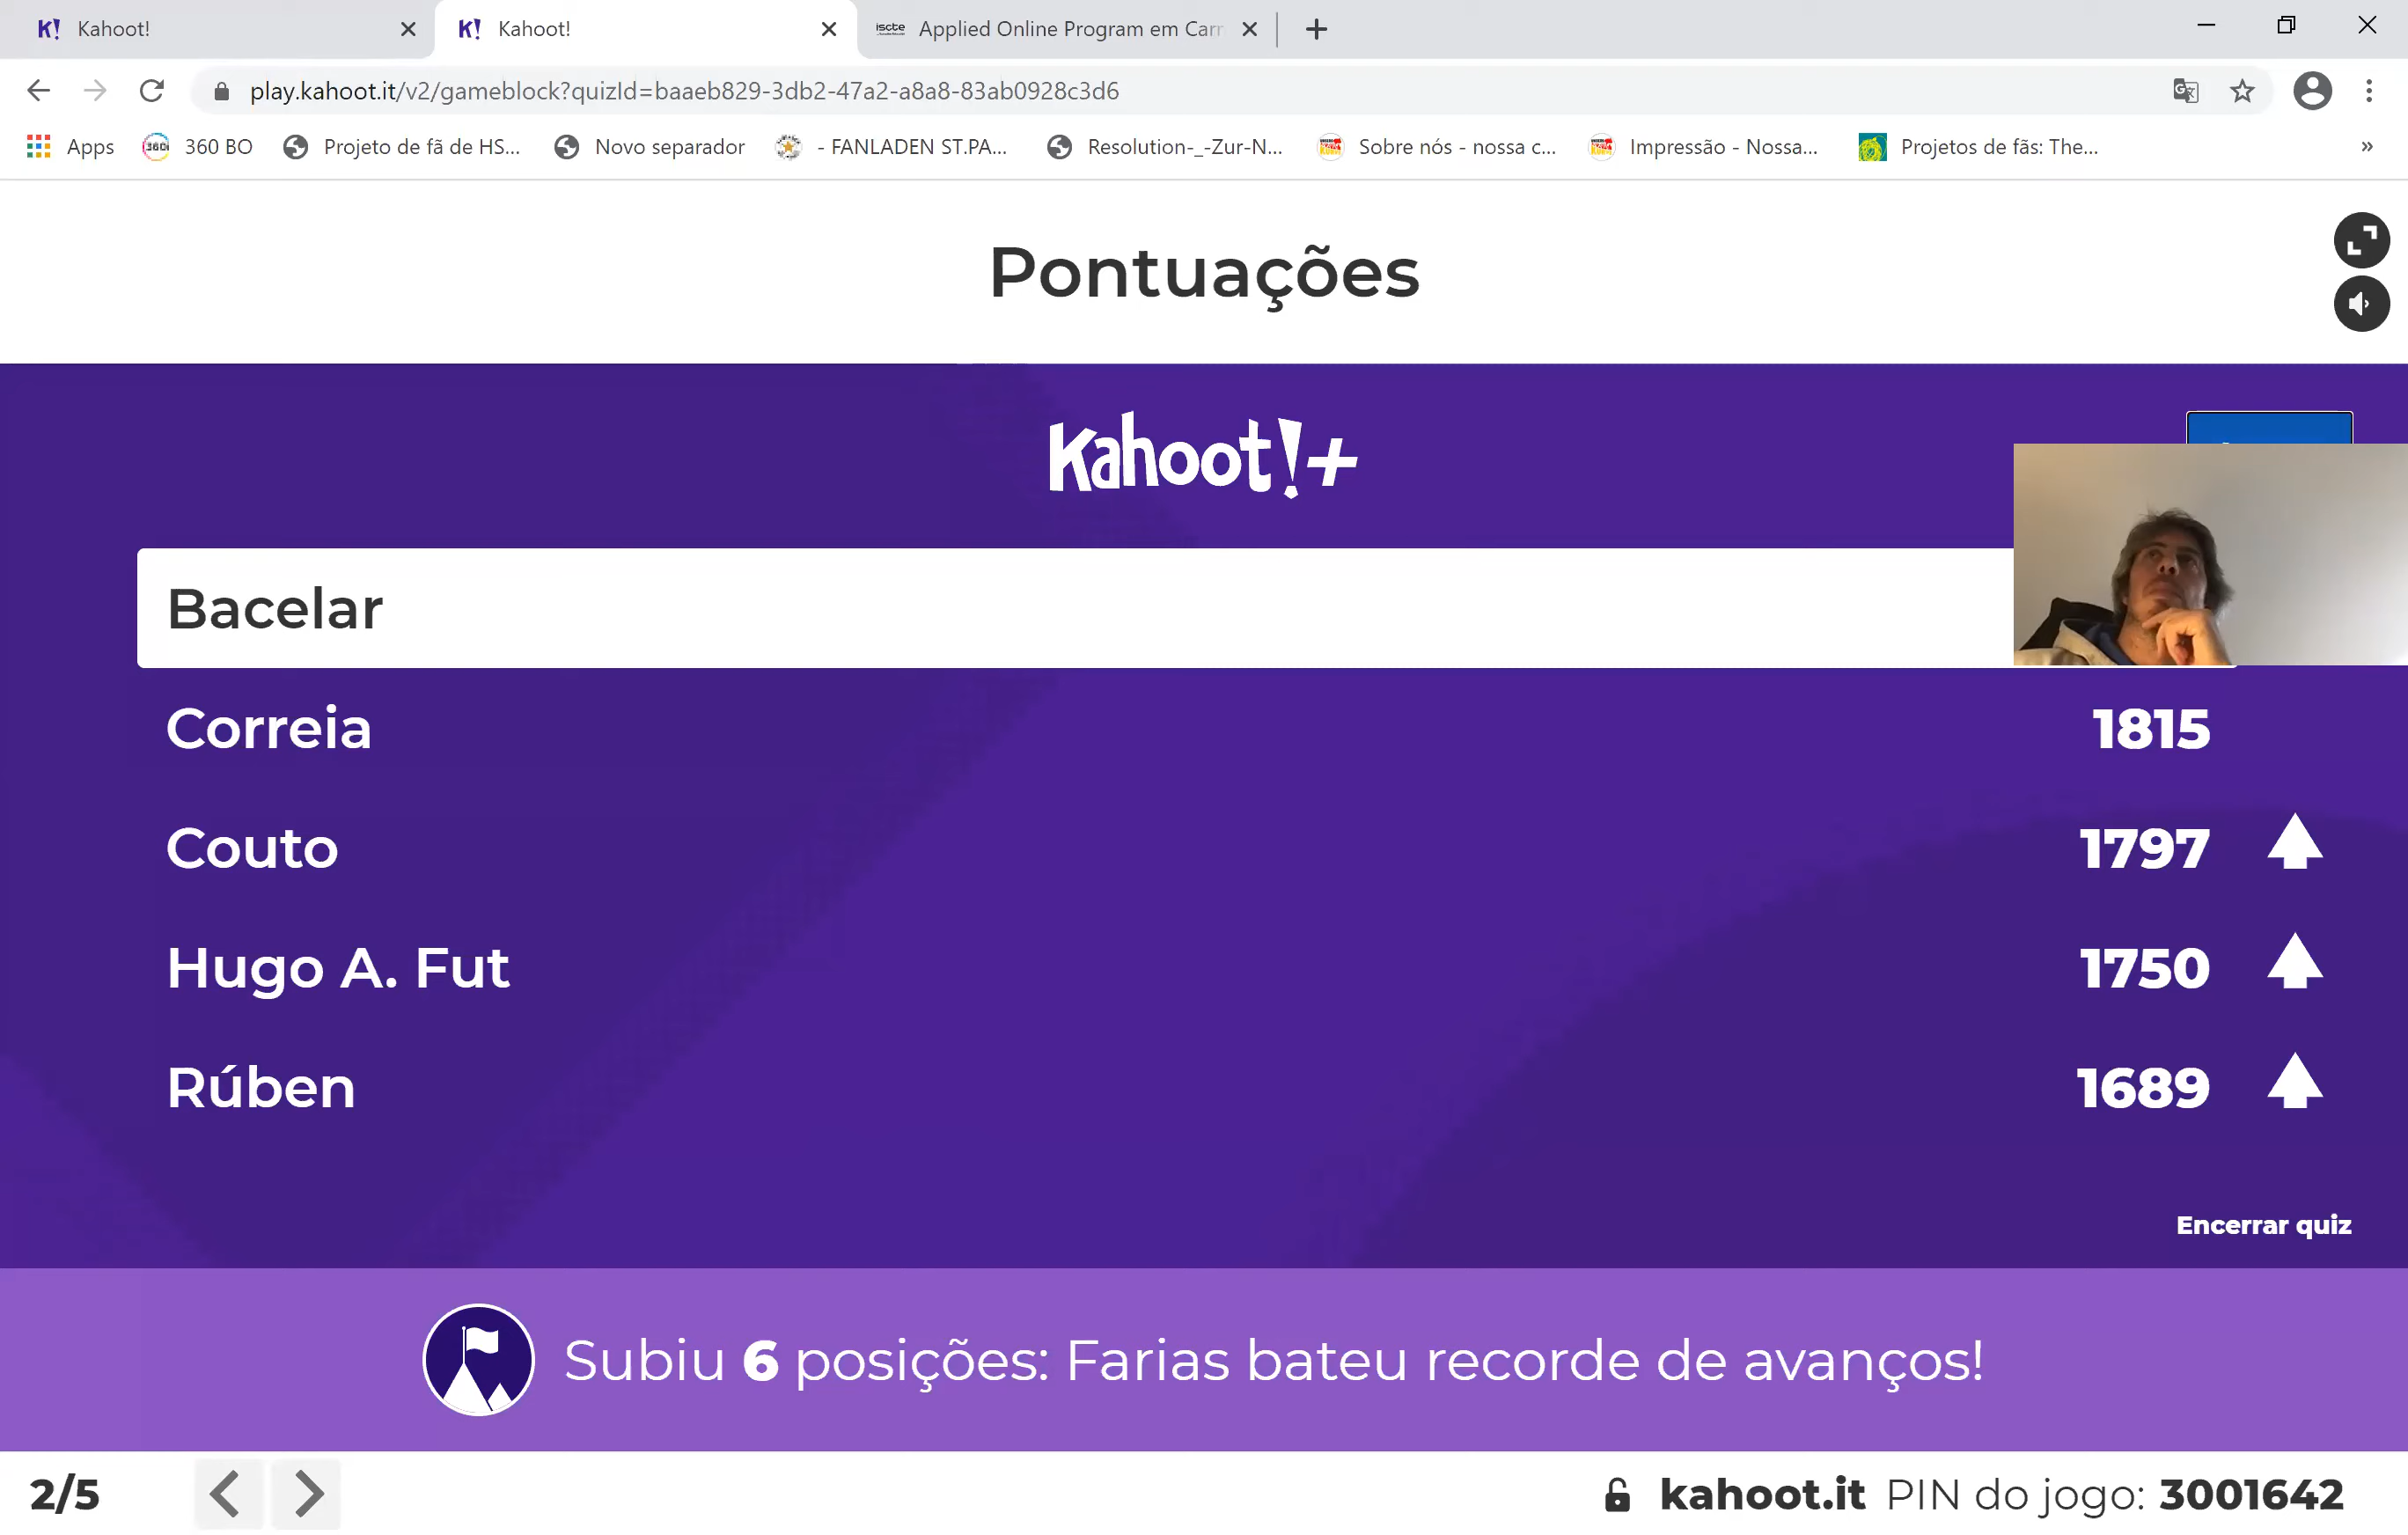 Kahoot!
Kahoot!
iscte
Applied Online Program em Carr
play.kahoot.it/v2/gameblock?quizId=baaeb829-3db2-47a2-a8a8-83ab0928c3d6
Apps
360 BO
Projeto de fã de HS...
Novo separador
- FANLADEN ST.PA...
Resolution-_-Zur-N...
Sobre nós - nossa c...
Impressão - Nossa...
Projetos de fãs: The...
»
Pontuações
Kahoot!+
Bacelar
Correia 1815
Couto 1797
Hugo A. Fut 1750
Rúben 1689
Encerrar quiz
Subiu 6 posições: Farias bateu recorde de avanços!
2/5
kahoot.it PIN do jogo: 3001642